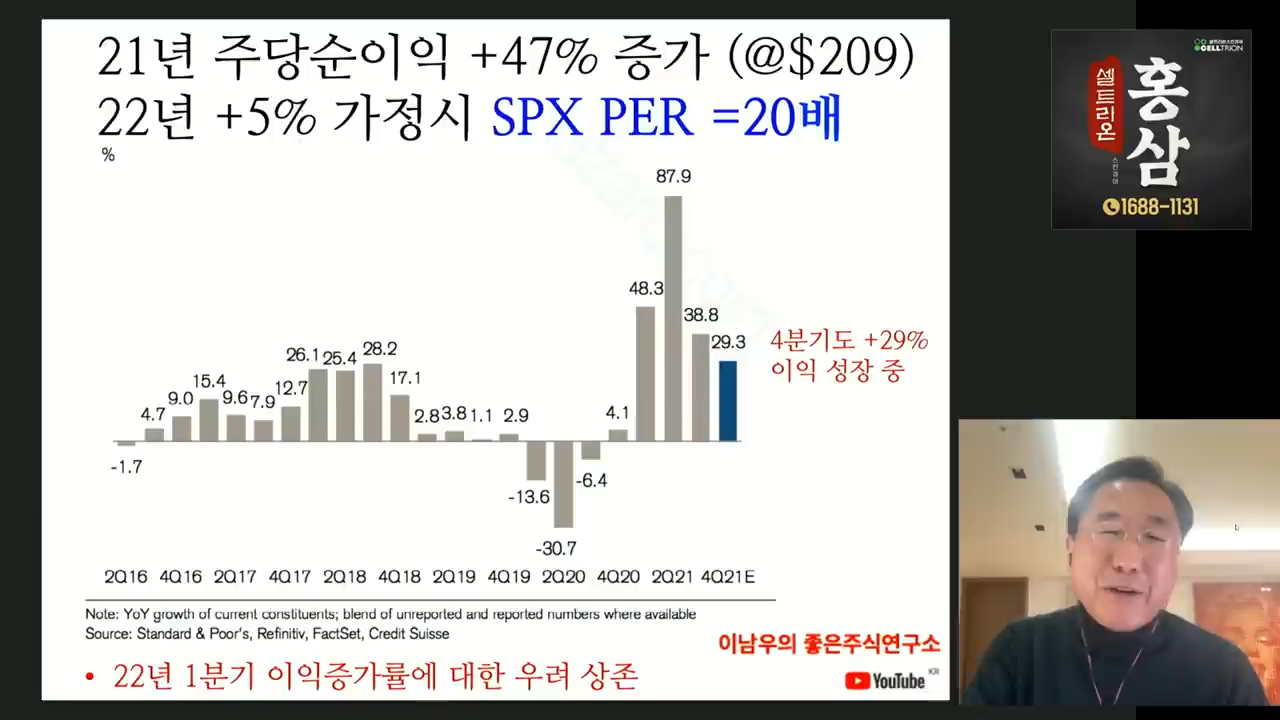 21년 주당순이익 +47% 증가 (@$209)
22년 +5% 가정시 SPX PER =20배
%
87.9
48.3
38.8
29.3
26.1
25.4
28.2
15.4
17.1
12.7
9.0
9.6
7.9
4.7
2.8
3.8
1.1
2.9
4.1
-1.7
-13.6
-6.4
-30.7
4분기도 +29%
이익 성장 중
2Q16 4Q16 2Q17 4Q17 2Q18 4Q18 2Q19 4Q19 2Q20 4Q20 2Q21 4Q21E
Note: YoY growth of current constituents; blend of unreported and reported numbers where available
Source: Standard & Poor's, Refinitiv, FactSet, Credit Suisse
이남우의 좋은주식연구소
YouTube KR
• 22년 1분기 이익증가률에 대한 우려 상존
CELLTRION
셀트리온
스킨큐어
홍삼
1688-1131